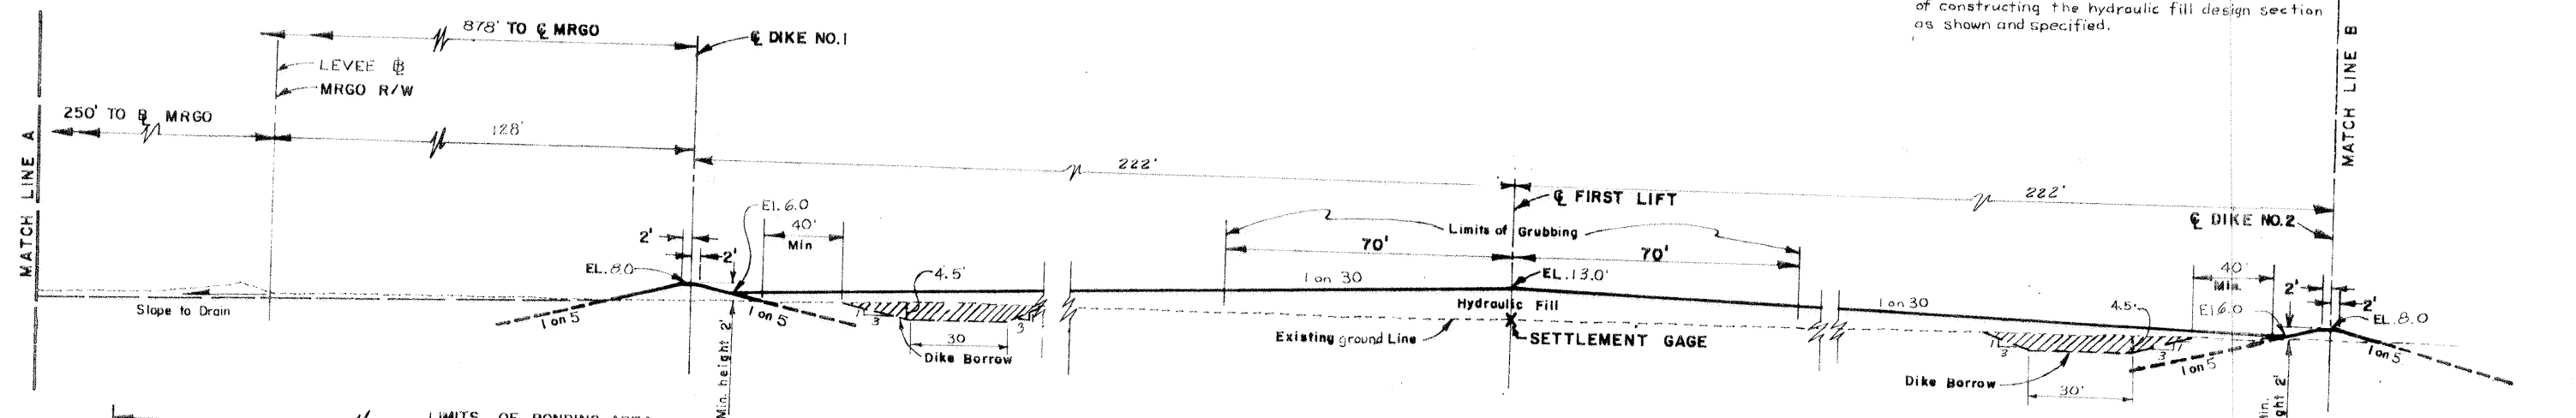 of constructing the hydraulic fill design section
as shown and specified.
878' TO ℄ MRGO
℄ DIKE NO.1
LEVEE ℄
MRGO R/W
250' TO ℄ MRGO
128'
222'
222'
MATCH LINE A
MATCH LINE B
℄ FIRST LIFT
℄ DIKE NO.2
El.6.0
40'
Min
2'
2'
EL.8.0
4.5'
Limits of Grubbing
70'
70'
1 on 30
EL.13.0'
Hydraulic Fill
Existing ground Line
SETTLEMENT GAGE
Slope to Drain
1 on 5
1 on 5
3
30
3
Dike Borrow
Min. height 2'
1 on 30
40'
Min.
2'
2'
4.5'
El.6.0
EL.8.0
3
3
1 on 5
1 on 5
Dike Borrow
30'
LIMITS OF PONDING AREA